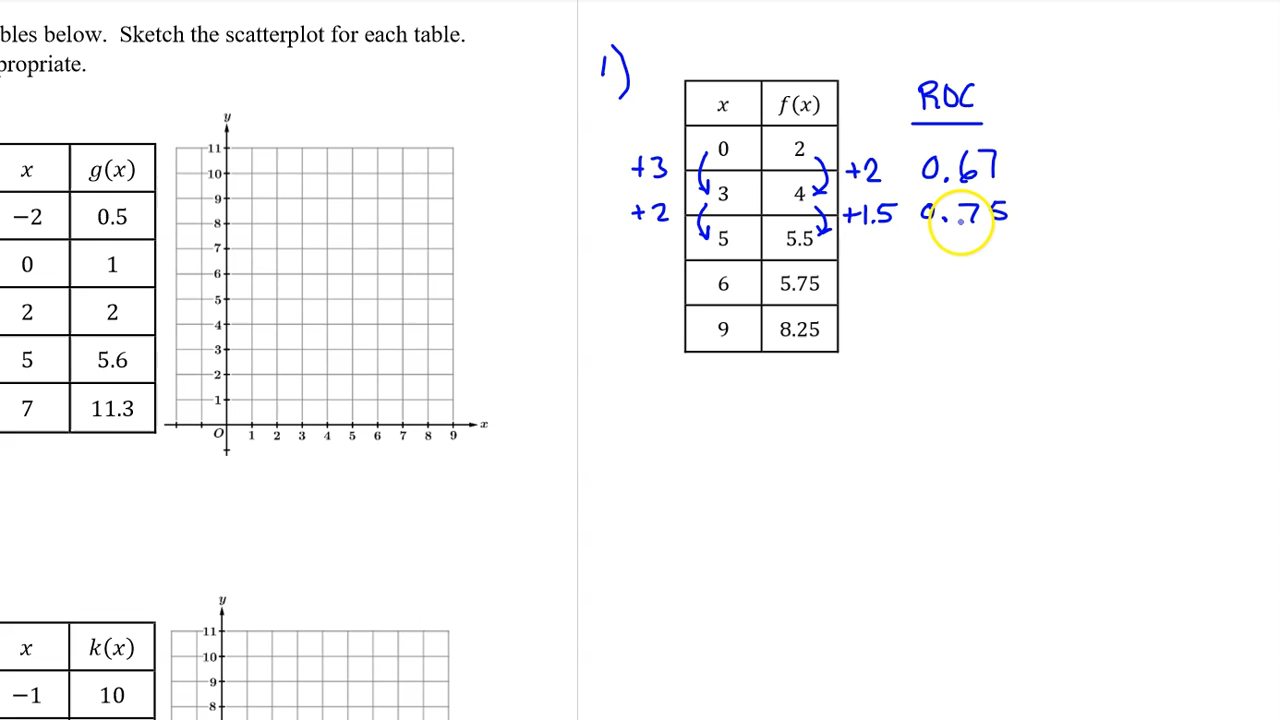 bles below. Sketch the scatterplot for each table.
propriate.
x g(x)
−2 0.5
0 1
2 2
5 5.6
7 11.3
y
11
10
9
8
7
6
5
4
3
2
1
O 1 2 3 4 5 6 7 8 9 x
x k(x)
−1 10
y
11
10
9
8
1)
x f(x) ROC
0 2
+3 +2 0.67
3 4
+2 +1.5 0.75
5 5.5
6 5.75
9 8.25